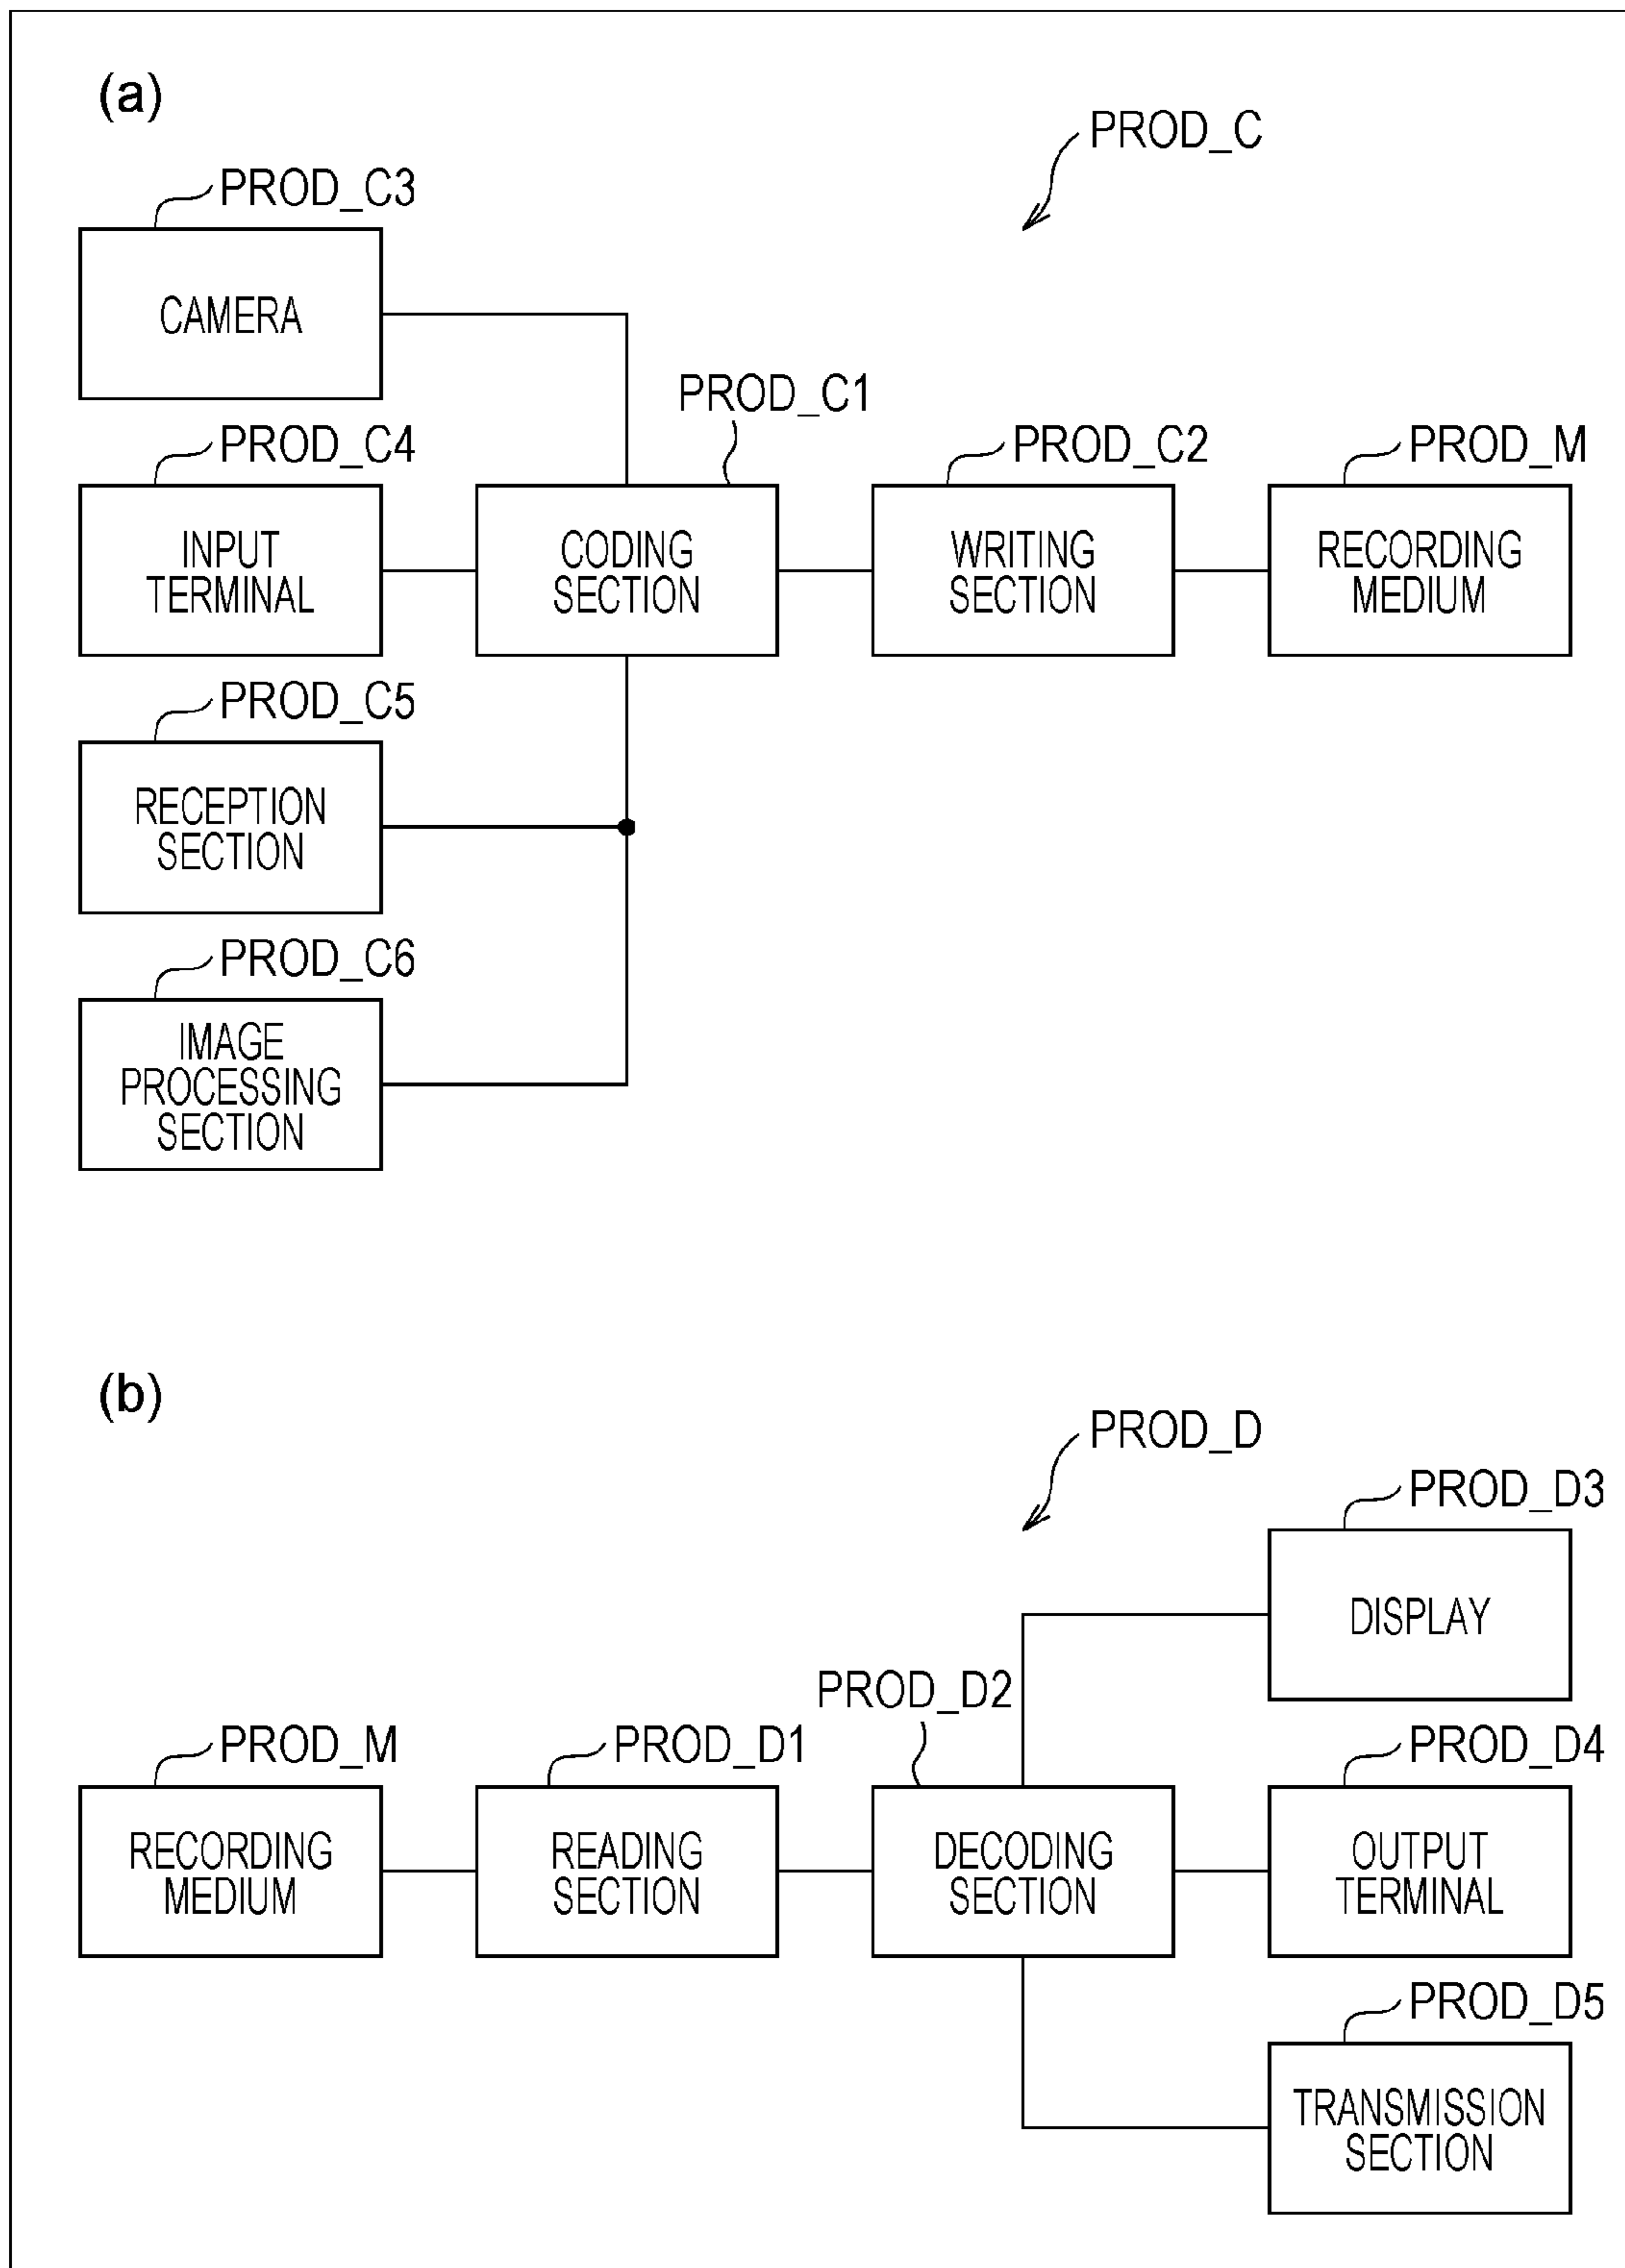 (a)
PROD_C
PROD_C3
CAMERA
PROD_C1
PROD_C4
PROD_C2
PROD_M
INPUT
TERMINAL
CODING
SECTION
WRITING
SECTION
RECORDING
MEDIUM
PROD_C5
RECEPTION
SECTION
PROD_C6
IMAGE
PROCESSING
SECTION
(b)
PROD_D
PROD_D3
DISPLAY
PROD_D2
PROD_M
PROD_D1
PROD_D4
RECORDING
MEDIUM
READING
SECTION
DECODING
SECTION
OUTPUT
TERMINAL
PROD_D5
TRANSMISSION
SECTION